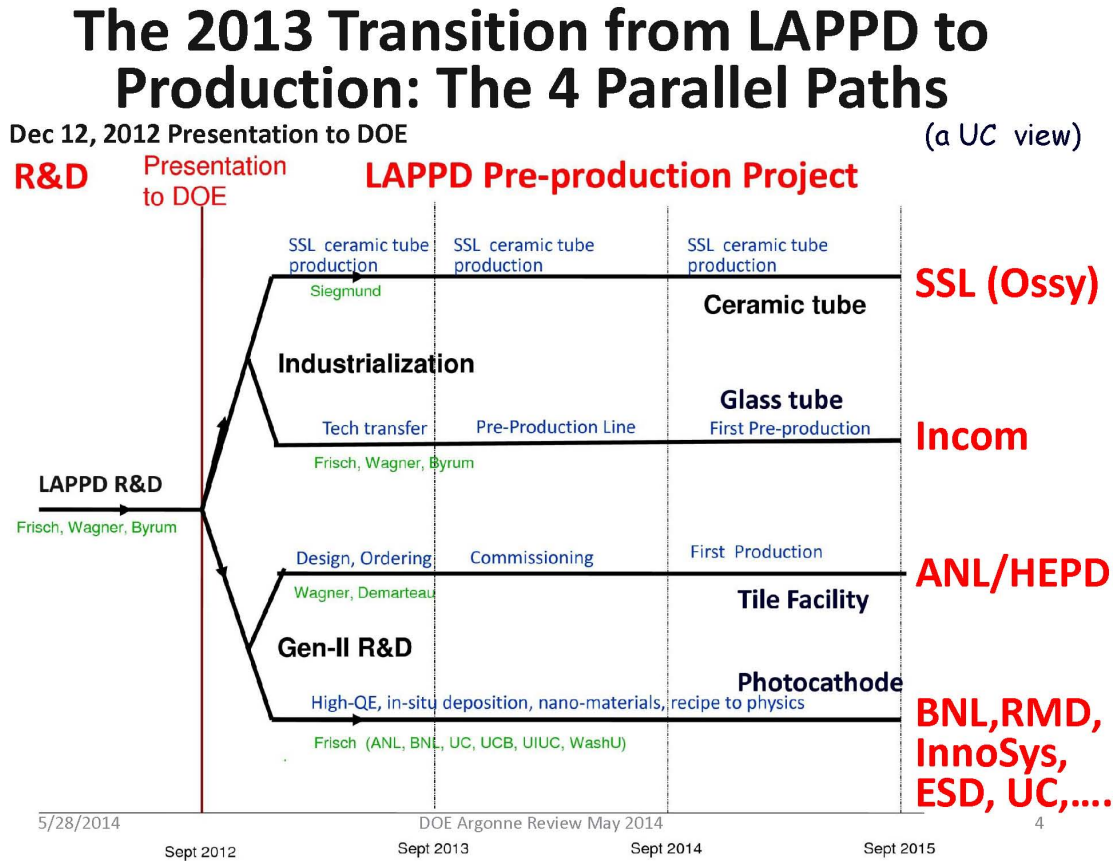 The 2013 Transition from LAPPD to
Production: The 4 Parallel Paths
Dec 12, 2012 Presentation to DOE
(a UC view)
R&D
Presentation
to DOE
LAPPD Pre-production Project
SSL ceramic tube
production
SSL ceramic tube
production
SSL ceramic tube
production
Siegmund
Ceramic tube
SSL (Ossy)
Industrialization
Glass tube
Tech transfer
Pre-Production Line
First Pre-production
Frisch, Wagner, Byrum
Incom
LAPPD R&D
Frisch, Wagner, Byrum
Design, Ordering
Commissioning
First Production
Wagner, Demarteau
Tile Facility
ANL/HEPD
Gen-II R&D
Photocathode
High-QE, in-situ deposition, nano-materials, recipe to physics
Frisch (ANL, BNL, UC, UCB, UIUC, WashU)
BNL,RMD,
InnoSys,
ESD, UC,....
5/28/2014
DOE Argonne Review May 2014
4
Sept 2012
Sept 2013
Sept 2014
Sept 2015